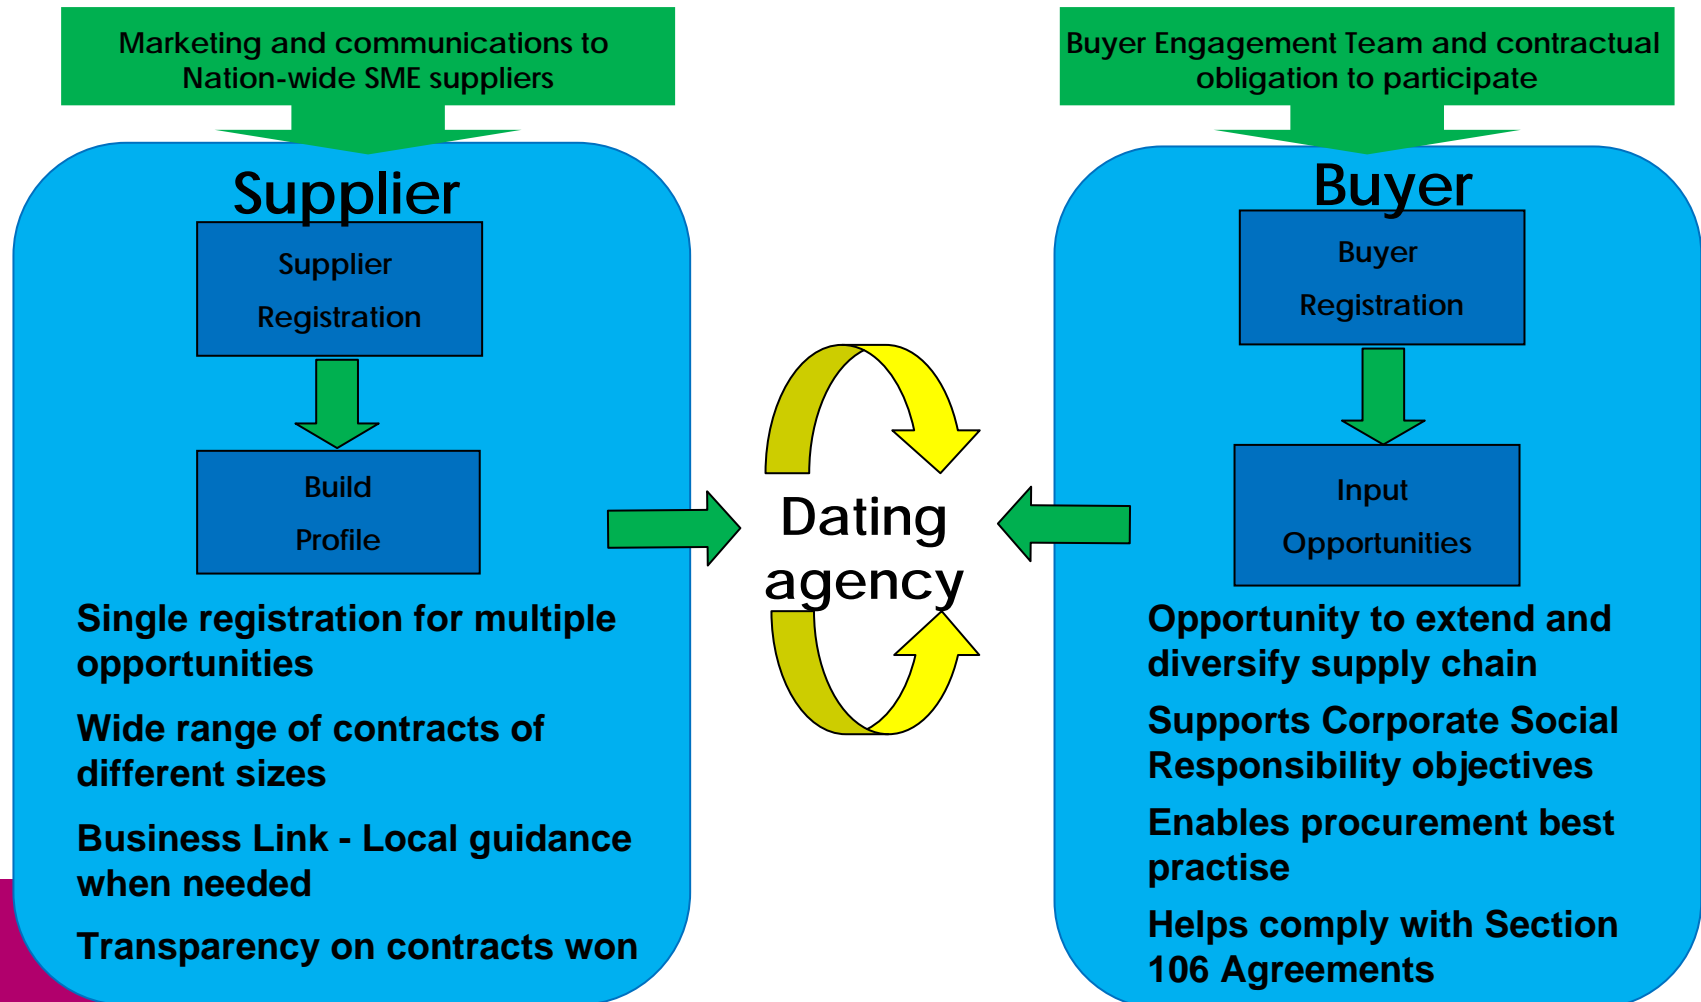 Marketing and communications to
Nation-wide SME suppliers
Supplier
Supplier
Registration
Build
Profile
Single registration for multiple
opportunities
Wide range of contracts of
different sizes
Business Link - Local guidance
when needed
Transparency on contracts won
Dating
agency
Buyer Engagement Team and contractual
obligation to participate
Buyer
Buyer
Registration
Input
Opportunities
Opportunity to extend and
diversify supply chain
Supports Corporate Social
Responsibility objectives
Enables procurement best
practise
Helps comply with Section
106 Agreements